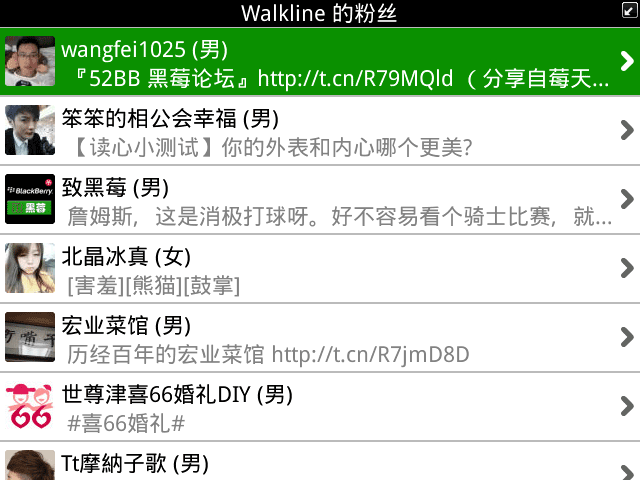 Walkline 的粉丝
wangfei1025 (男)
『52BB 黑莓论坛』http://t.cn/R79MQld （分享自莓天...
笨笨的相公会幸福 (男)
【读心小测试】你的外表和内心哪个更美?
BlackBerry
黑莓
致黑莓 (男)
詹姆斯，这是消极打球呀。好不容易看个骑士比赛，就...
北晶冰真 (女)
[害羞][熊猫][鼓掌]
宏业菜馆 (男)
历经百年的宏业菜馆 http://t.cn/R7jmD8D
66
世尊津喜66婚礼DIY (男)
#喜66婚礼#
Tt摩納子歌 (男)